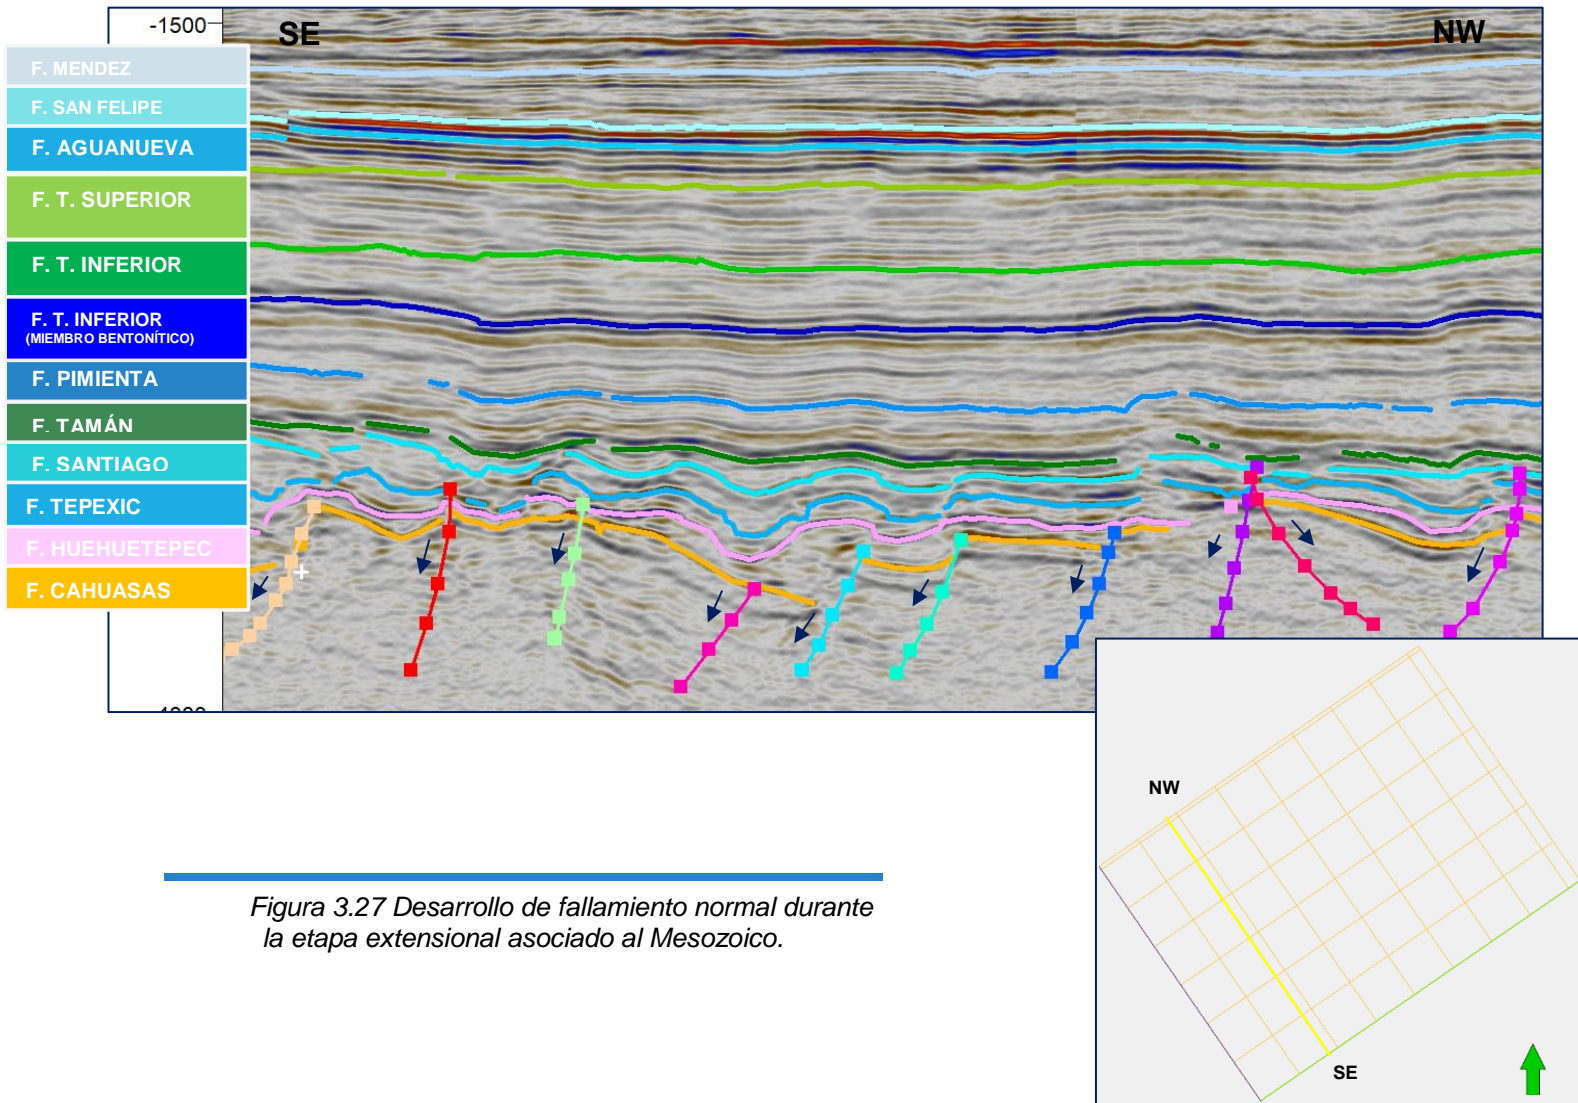 -1500
SE
NW
F. MENDEZ
F. SAN FELIPE
F. AGUANUEVA
F. T. SUPERIOR
F. T. INFERIOR
F. T. INFERIOR
(MIEMBRO BENTONÍTICO)
F. PIMIENTA
F. TAMÁN
F. SANTIAGO
F. TEPEXIC
F. HUEHUETEPEC
F. CAHUASAS
NW
SE
Figura 3.27 Desarrollo de fallamiento normal durante
la etapa extensional asociado al Mesozoico.